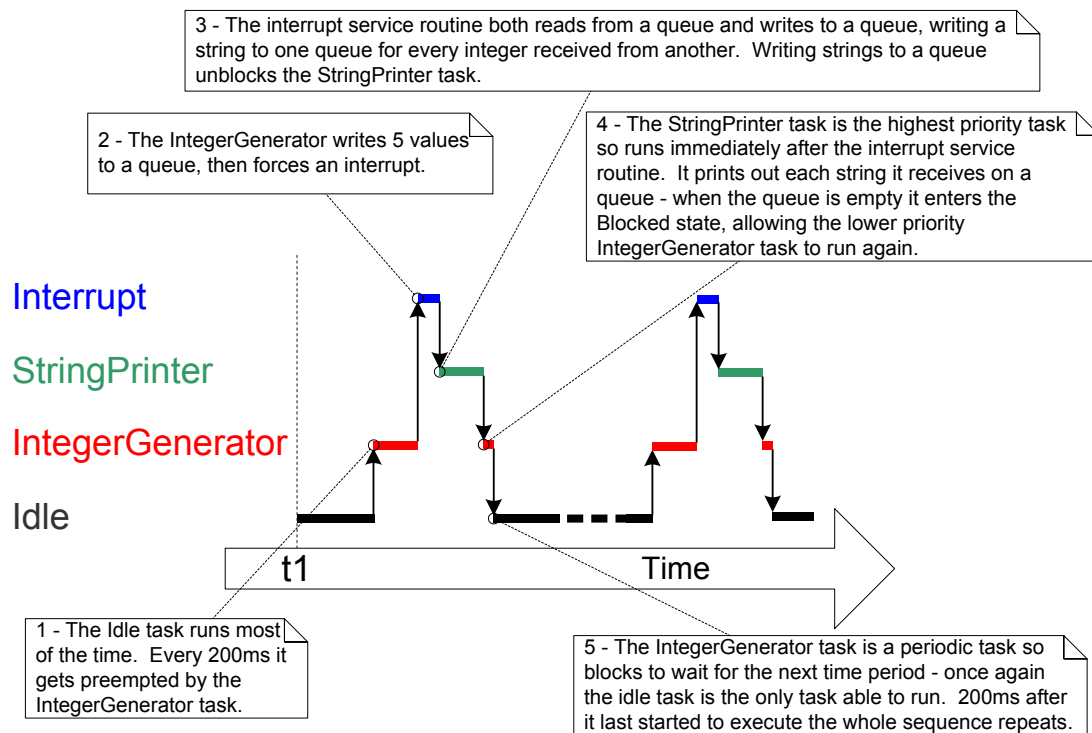 3 - The interrupt service routine both reads from a queue and writes to a queue, writing a
string to one queue for every integer received from another.  Writing strings to a queue
unblocks the StringPrinter task.
2 - The IntegerGenerator writes 5 values
to a queue, then forces an interrupt.
4 - The StringPrinter task is the highest priority task
so runs immediately after the interrupt service
routine.  It prints out each string it receives on a
queue - when the queue is empty it enters the
Blocked state, allowing the lower priority
IntegerGenerator task to run again.
Interrupt
StringPrinter
IntegerGenerator
Idle
t1
Time
1 - The Idle task runs most
of the time.  Every 200ms it
gets preempted by the
IntegerGenerator task.
5 - The IntegerGenerator task is a periodic task so
blocks to wait for the next time period - once again
the idle task is the only task able to run.  200ms after
it last started to execute the whole sequence repeats.